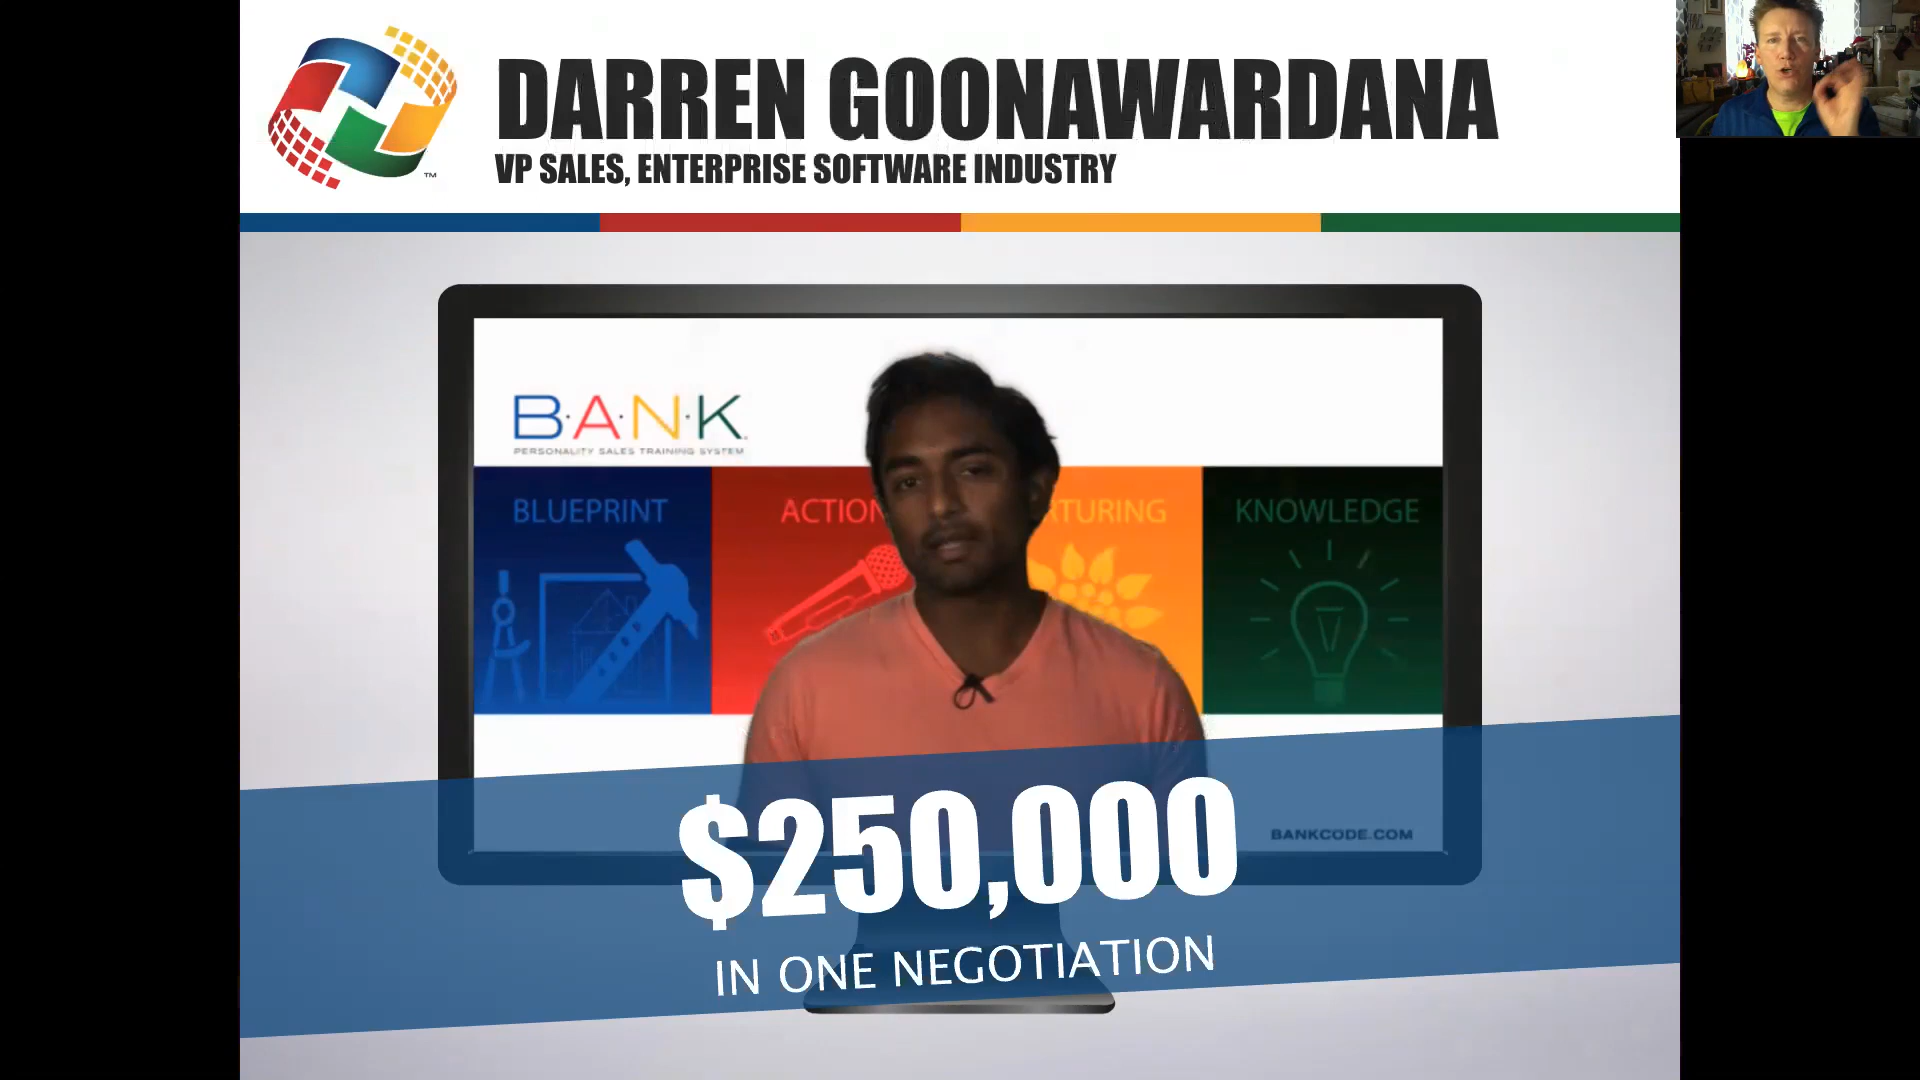 DARREN GOONAWARDANA
VP SALES, ENTERPRISE SOFTWARE INDUSTRY
™
B·A·N·K®
PERSONALITY SALES TRAINING SYSTEM
BLUEPRINT
ACTION
RTURING
KNOWLEDGE
BANKCODE.COM
$250,000
IN ONE NEGOTIATION